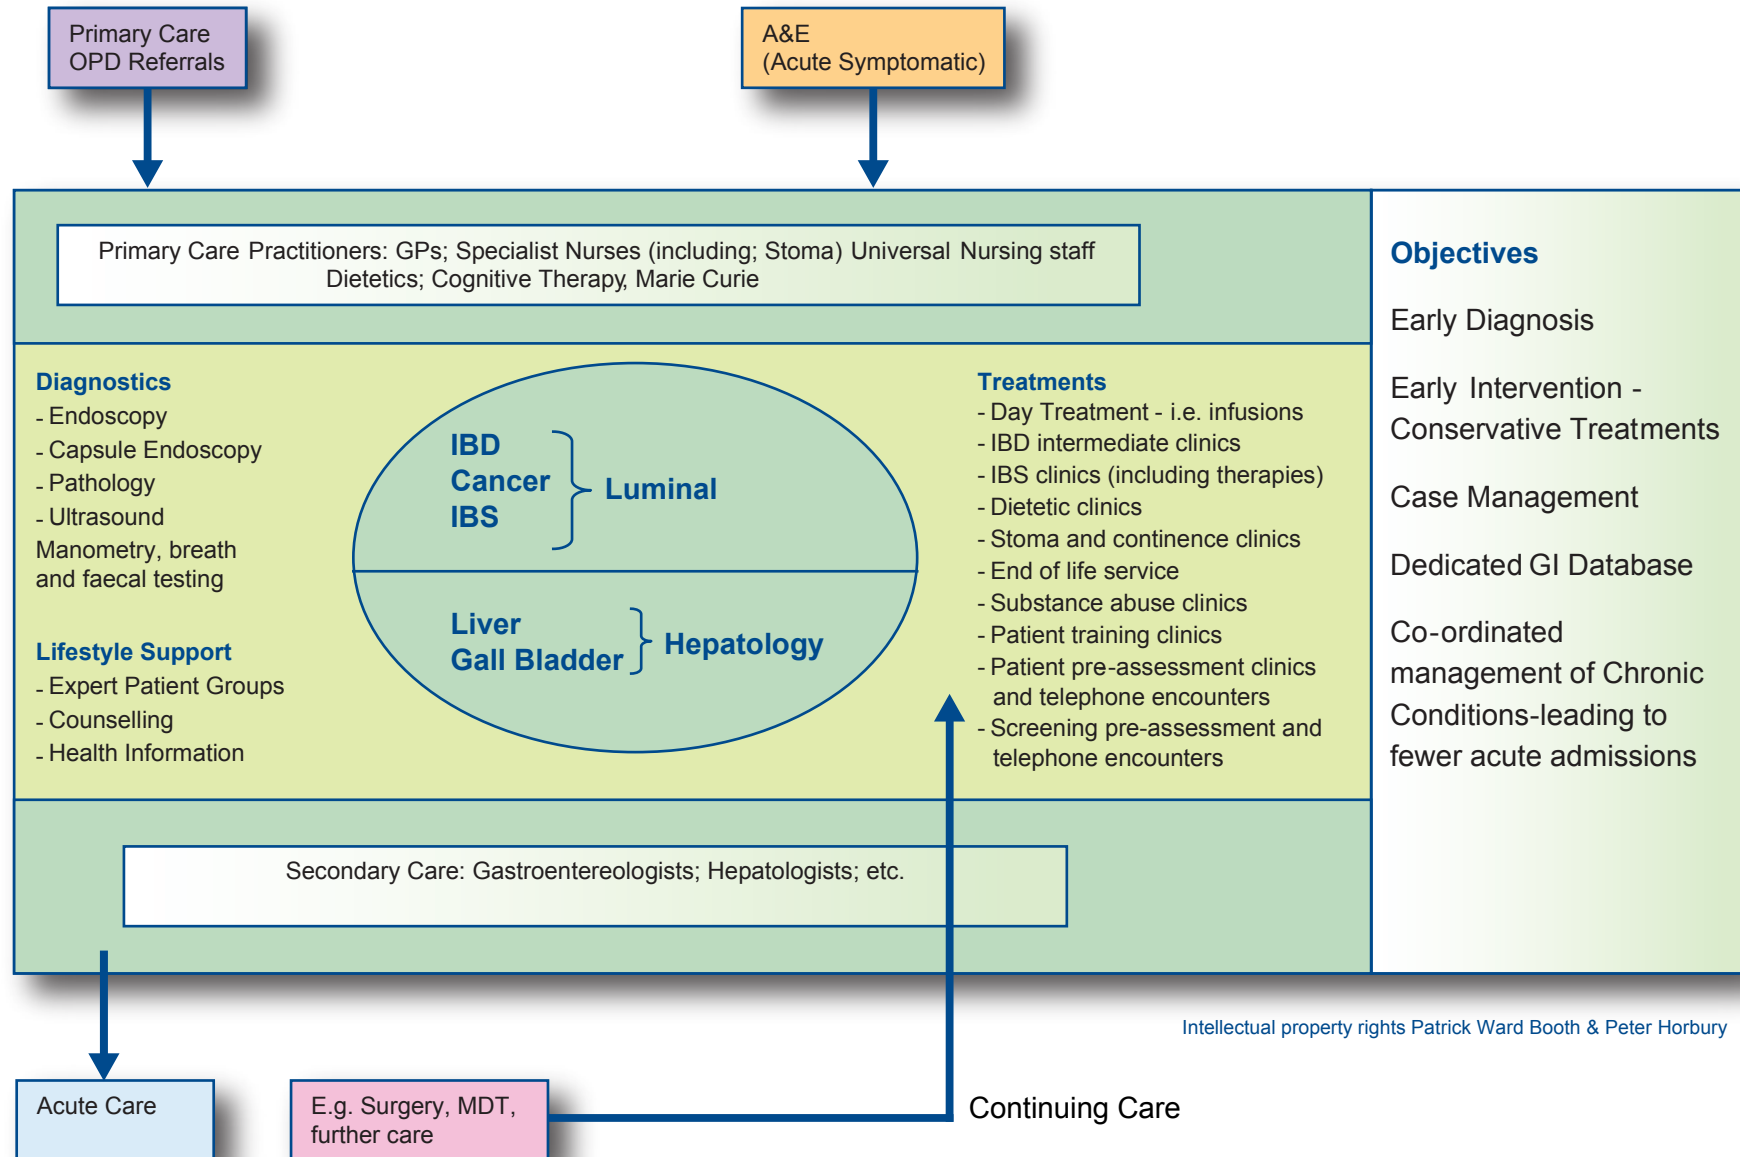 Primary Care
OPD Referrals
A&E
(Acute Symptomatic)
Primary Care Practitioners: GPs; Specialist Nurses (including; Stoma) Universal Nursing staff
Dietetics; Cognitive Therapy, Marie Curie
Diagnostics
- Endoscopy
- Capsule Endoscopy
- Pathology
- Ultrasound
Manometry, breath
and faecal testing
Lifestyle Support
- Expert Patient Groups
- Counselling
- Health Information
IBD
Cancer
IBS
Luminal
Liver
Gall Bladder
Hepatology
Treatments
- Day Treatment - i.e. infusions
- IBD intermediate clinics
- IBS clinics (including therapies)
- Dietetic clinics
- Stoma and continence clinics
- End of life service
- Substance abuse clinics
- Patient training clinics
- Patient pre-assessment clinics
and telephone encounters
- Screening pre-assessment and
telephone encounters
Objectives
Early Diagnosis
Early Intervention -
Conservative Treatments
Case Management
Dedicated GI Database
Co-ordinated
management of Chronic
Conditions-leading to
fewer acute admissions
Secondary Care: Gastroentereologists; Hepatologists; etc.
Intellectual property rights Patrick Ward Booth & Peter Horbury
Acute Care
E.g. Surgery, MDT,
further care
Continuing Care